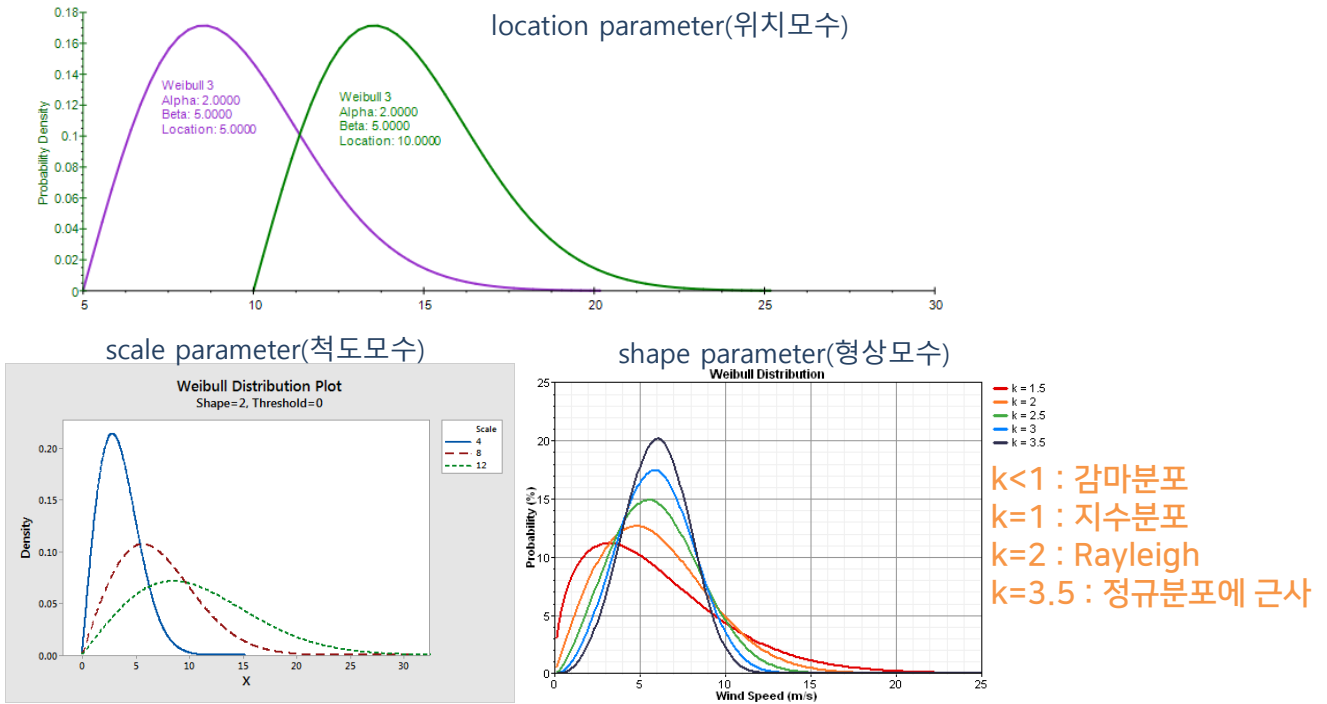 location parameter(위치모수)
0.18
0.16
0.14
0.12
0.1
0.08
0.06
0.04
0.02
0
Probability Density
Weibull 3
Alpha: 2.0000
Beta: 5.0000
Location: 5.0000
Weibull 3
Alpha: 2.0000
Beta: 5.0000
Location: 10.0000
5 10 15 20 25 30
scale parameter(척도모수)
Weibull Distribution Plot
Shape=2, Threshold=0
0.20
0.15
0.10
0.05
0.00
Density
0 5 10 15 20 25 30
X
Scale
4
8
12
shape parameter(형상모수)
Weibull Distribution
25
20
15
10
5
0
Probability (%)
0 5 10 15 20 25
Wind Speed (m/s)
k = 1.5
k = 2
k = 2.5
k = 3
k = 3.5
k<1 : 감마분포
k=1 : 지수분포
k=2 : Rayleigh
k=3.5 : 정규분포에 근사